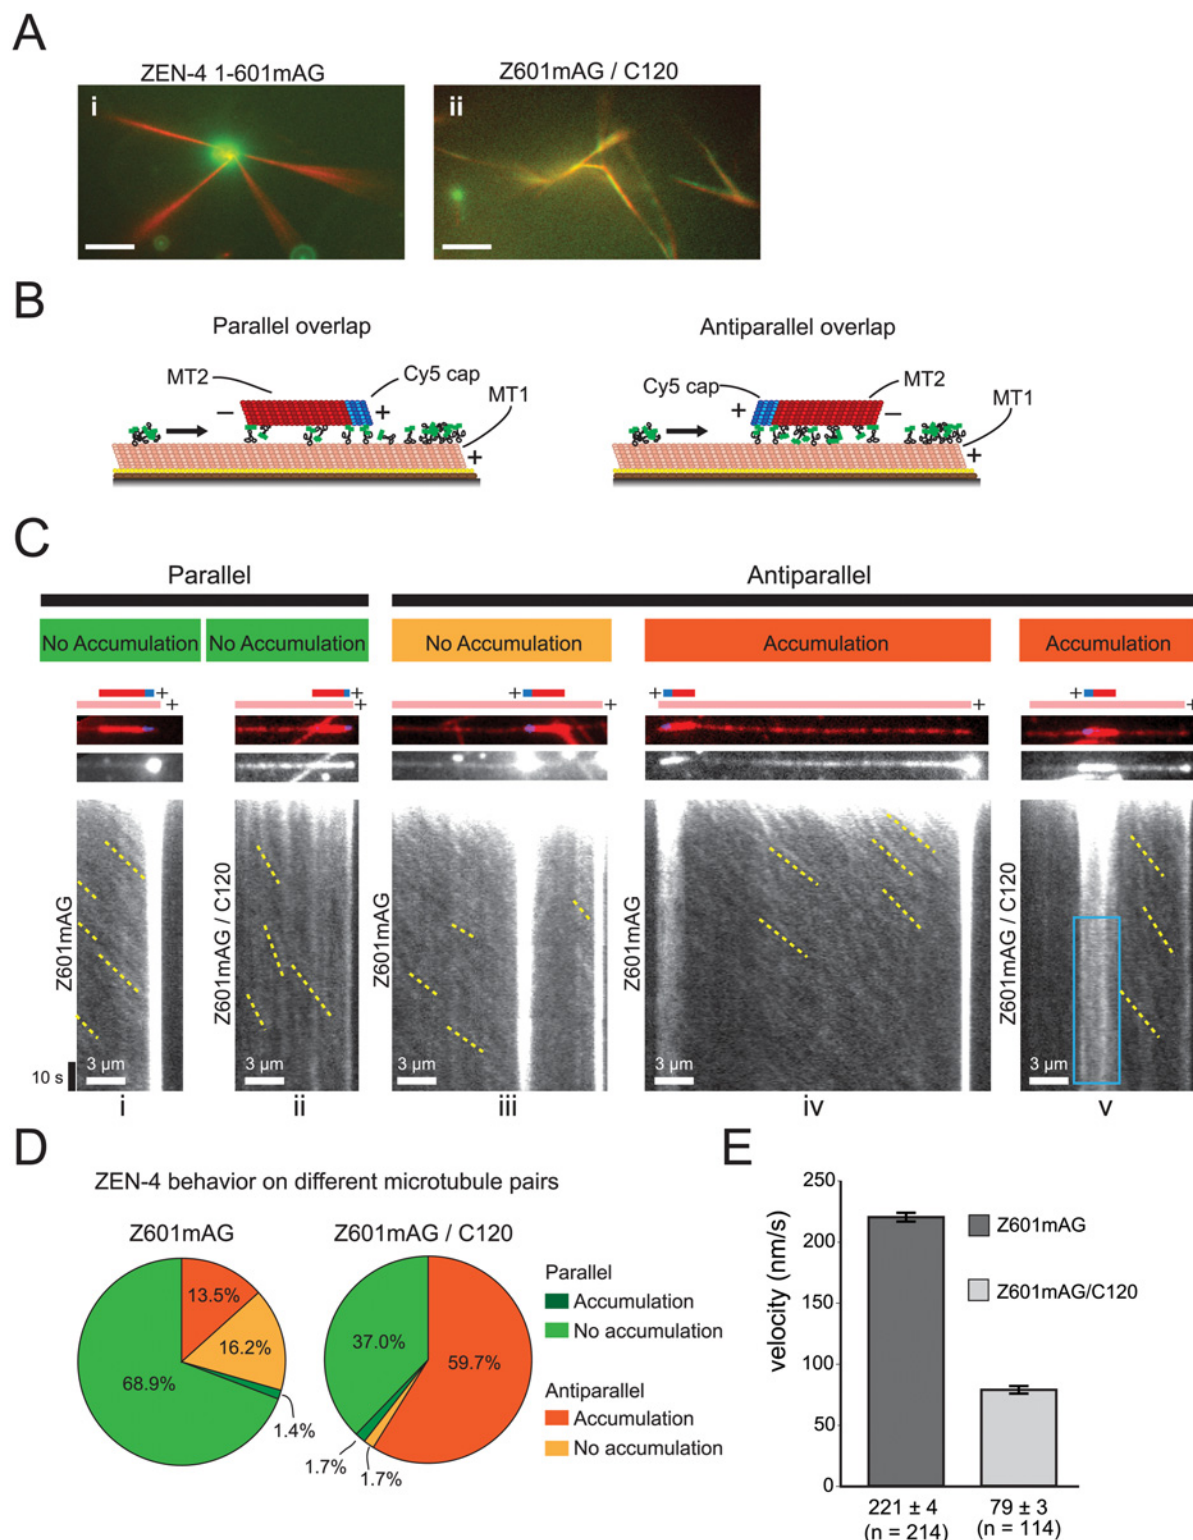 A
ZEN-4 1-601mAG
Z601mAG / C120
i
ii
B
Parallel overlap
Antiparallel overlap
MT2
Cy5 cap
MT1
−
+
+
Cy5 cap
MT2
MT1
+
−
+
C
Parallel
Antiparallel
No Accumulation
No Accumulation
No Accumulation
Accumulation
Accumulation
+
+
+
+
+
+
+
+
+
+
Z601mAG
Z601mAG / C120
Z601mAG
Z601mAG
Z601mAG / C120
10 s
3 µm
3 µm
3 µm
3 µm
3 µm
i
ii
iii
iv
v
D
ZEN-4 behavior on different microtubule pairs
Z601mAG
Z601mAG / C120
13.5%
16.2%
68.9%
1.4%
37.0%
59.7%
1.7%
1.7%
Parallel
Accumulation
No accumulation
Antiparallel
Accumulation
No accumulation
E
velocity (nm/s)
250
200
150
100
50
0
Z601mAG
Z601mAG/C120
221 ± 4
(n = 214)
79 ± 3
(n = 114)